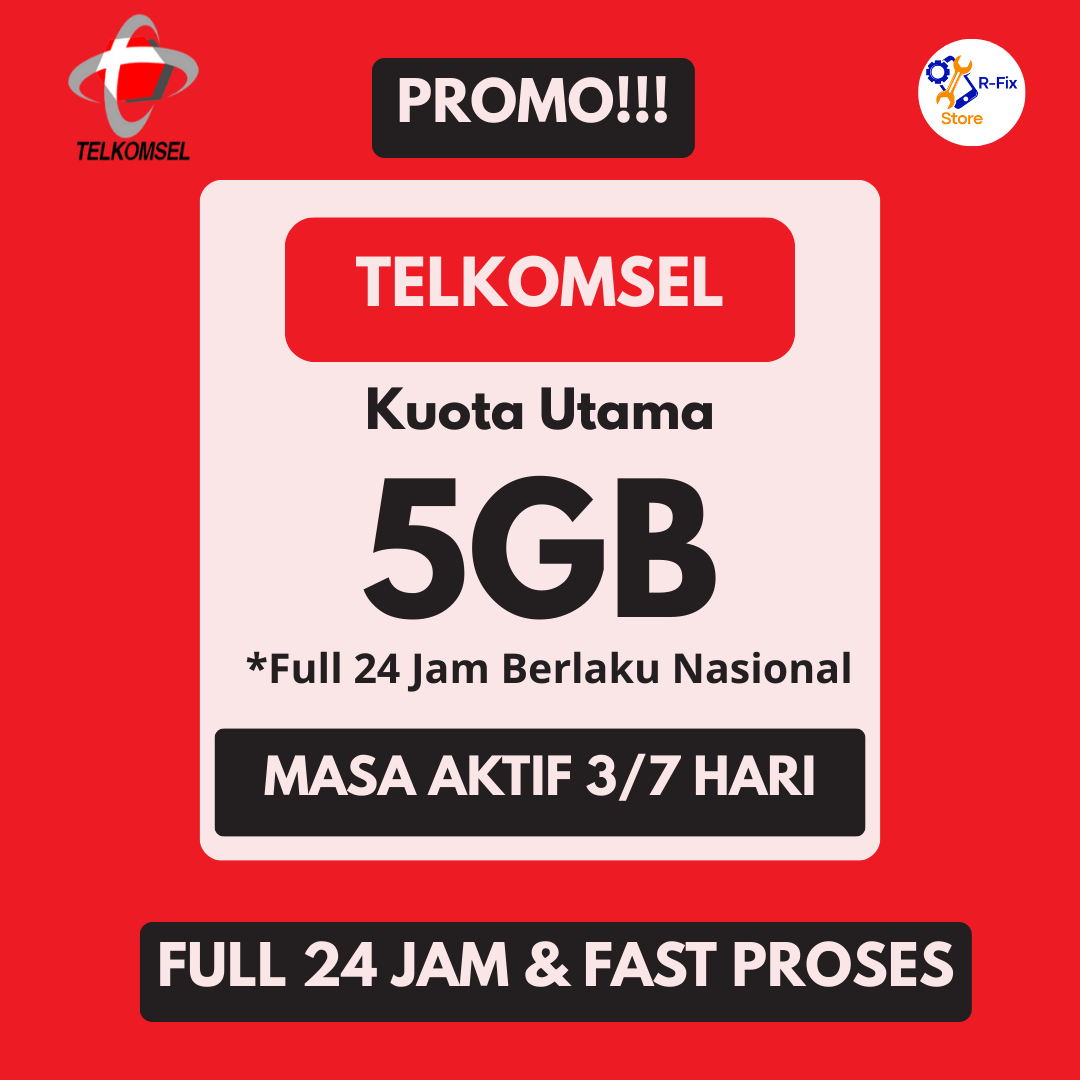 TELKOMSEL
PROMO!!!
R-Fix
Store
TELKOMSEL
Kuota Utama
5GB
*Full 24 Jam Berlaku Nasional
MASA AKTIF 3/7 HARI
FULL 24 JAM & FAST PROSES